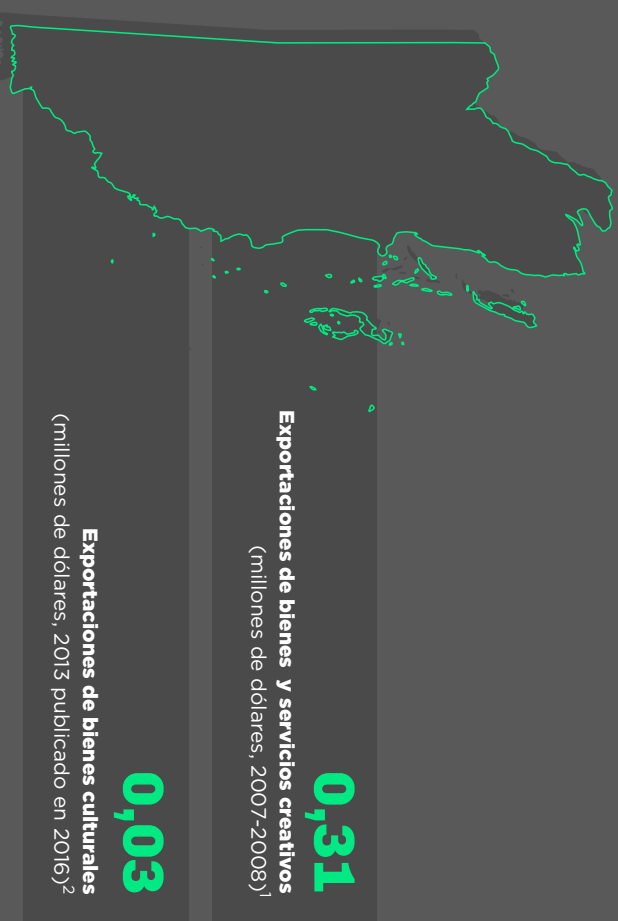 0,31
Exportaciones de bienes y servicios creativos
(millones de dólares, 2007-2008)1
0,03
Exportaciones de bienes culturales
(millones de dólares, 2013 publicado en 2016)2